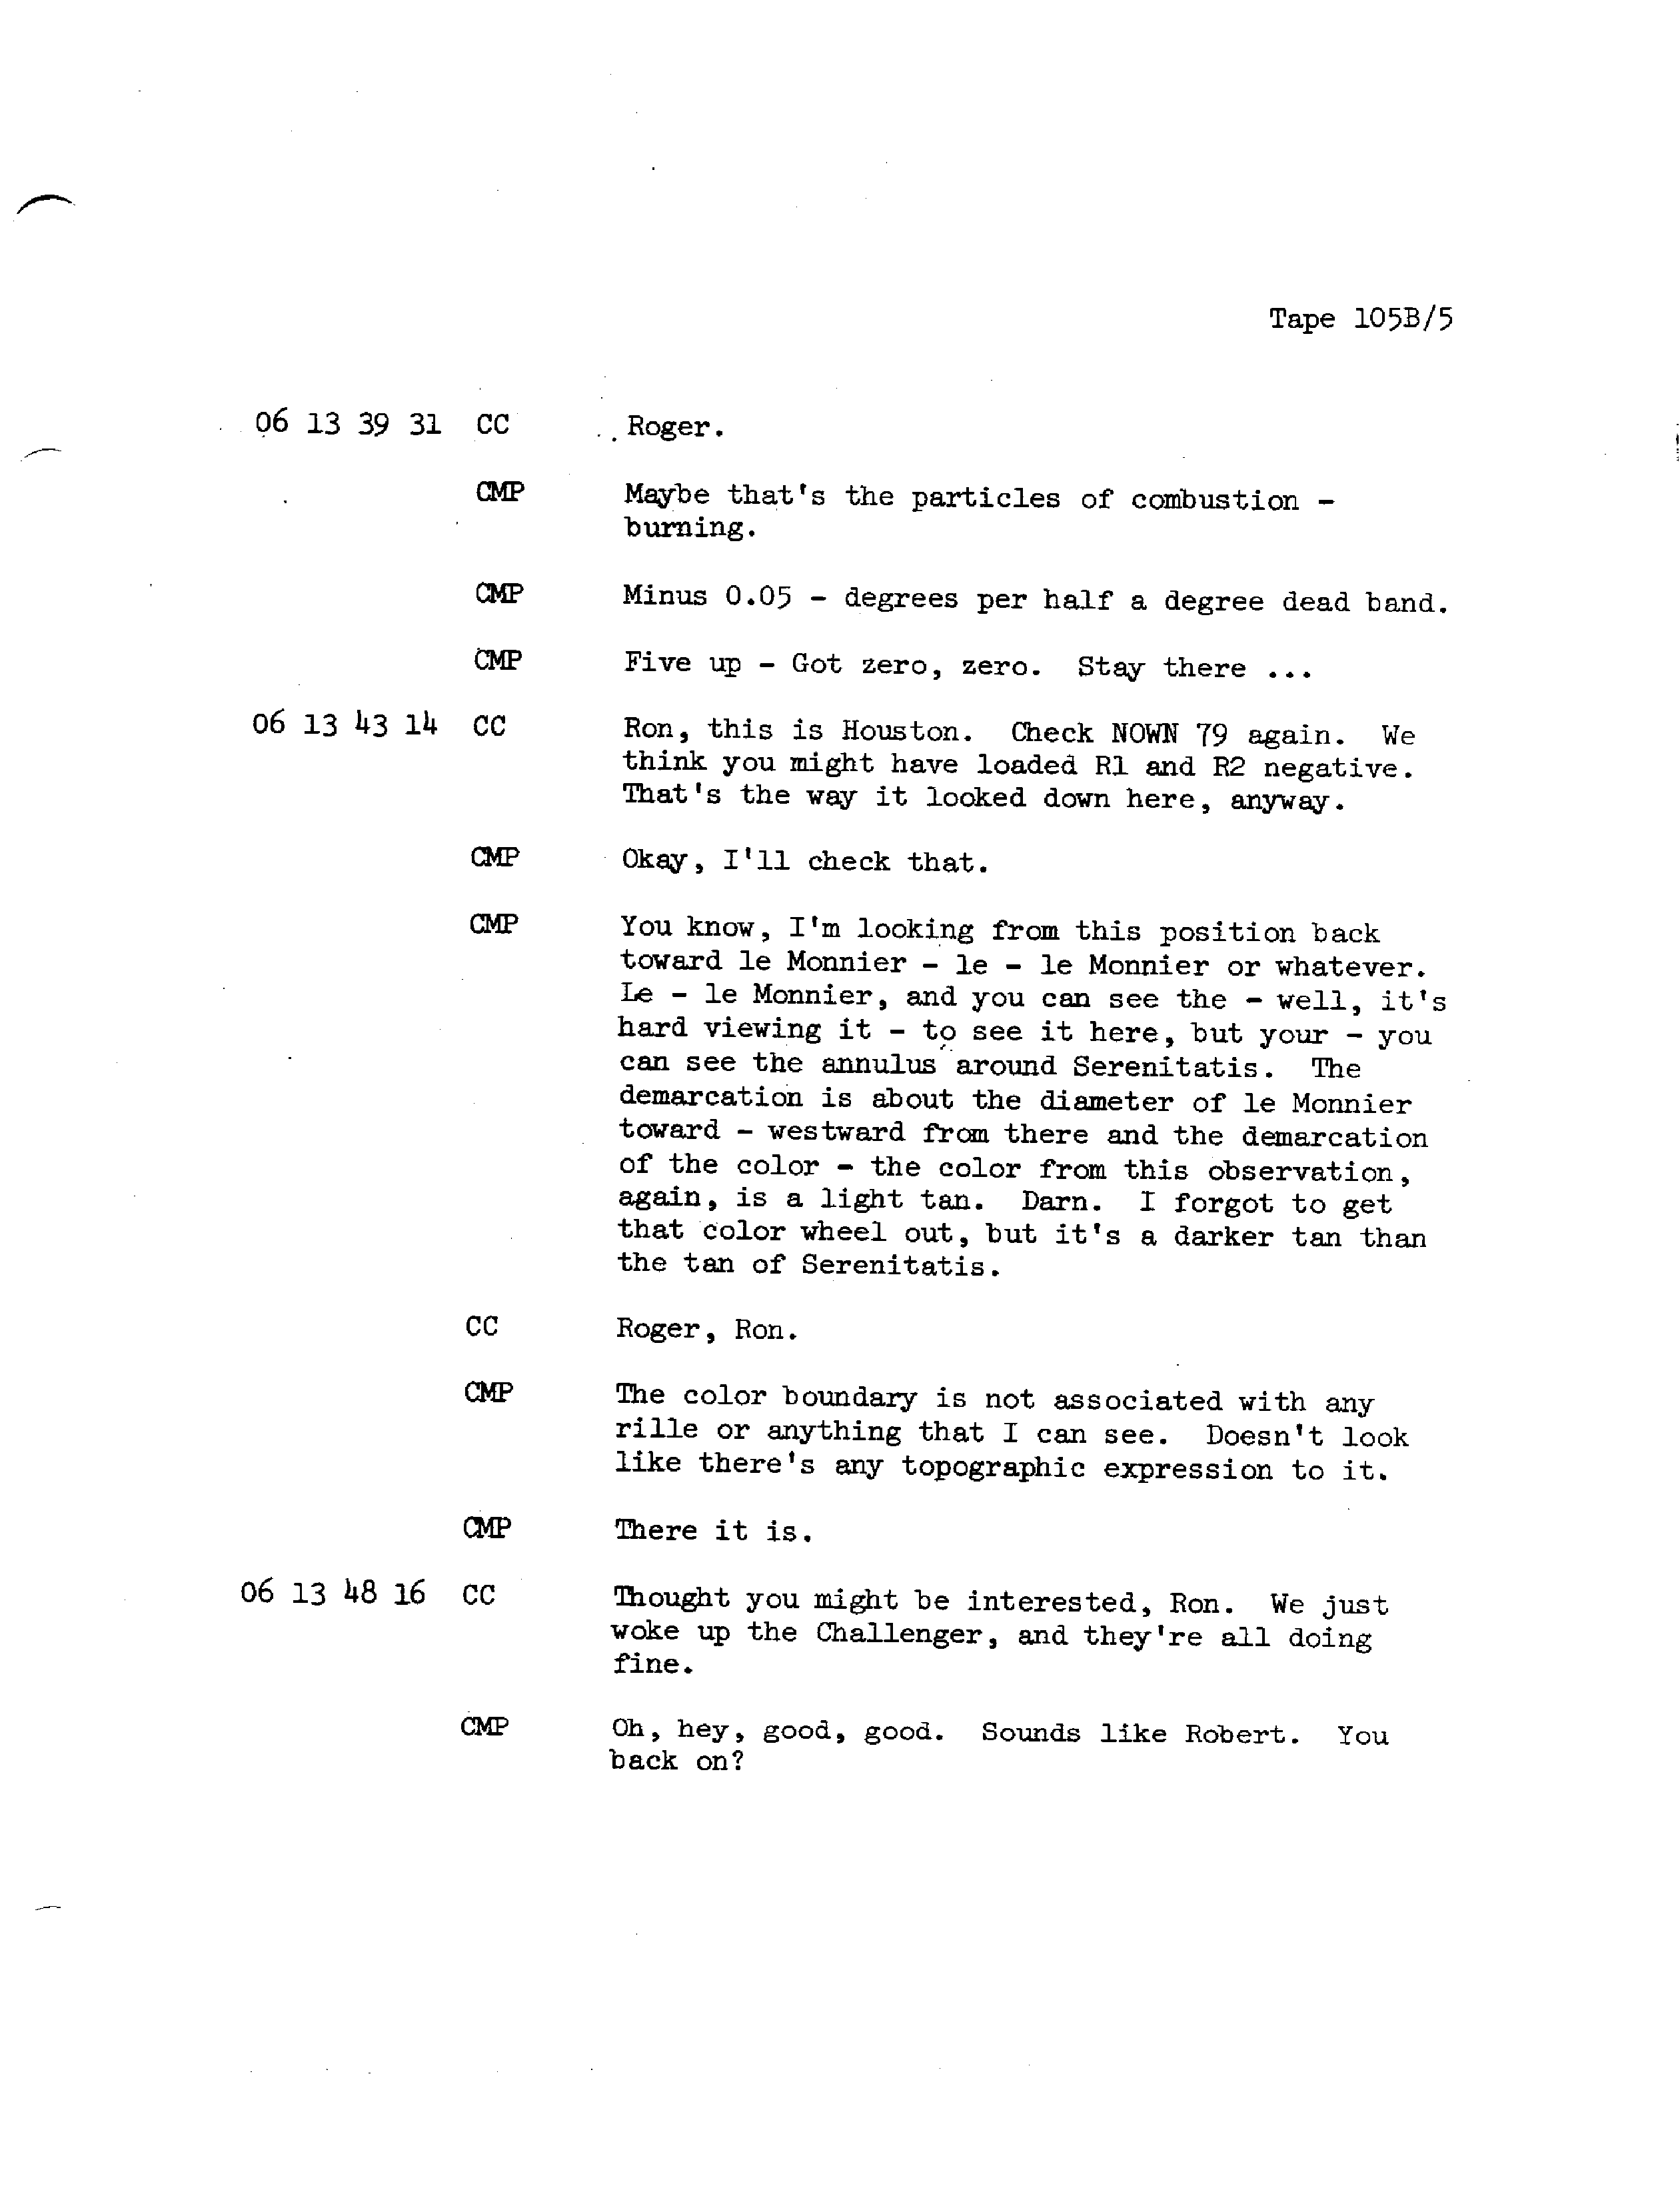 Tape 105B/5
06 13 39 31 CC Roger.
CMP Maybe that's the particles of combustion -
burning.
CMP Minus 0.05 - degrees per half a degree dead band.
CMP Five up - Got zero, zero. Stay there ...
06 13 43 14 CC Ron, this is Houston. Check NOWN 79 again. We
think you might have loaded R1 and R2 negative.
That's the way it looked down here, anyway.
CMP Okay, I'll check that.
CMP You know, I'm looking from this position back
toward le Monnier - le - le Monnier or whatever.
Le - le Monnier, and you can see the - well, it's
hard viewing it - to see it here, but your - you
can see the annulus around Serenitatis. The
demarcation is about the diameter of le Monnier
toward - westward from there and the demarcation
of the color - the color from this observation,
again, is a light tan. Darn. I forgot to get
that color wheel out, but it's a darker tan than
the tan of Serenitatis.
CC Roger, Ron.
CMP The color boundary is not associated with any
rille or anything that I can see. Doesn't look
like there's any topographic expression to it.
CMP There it is.
06 13 48 16 CC Thought you might be interested, Ron. We just
woke up the Challenger, and they're all doing
fine.
CMP Oh, hey, good, good. Sounds like Robert. You
back on?